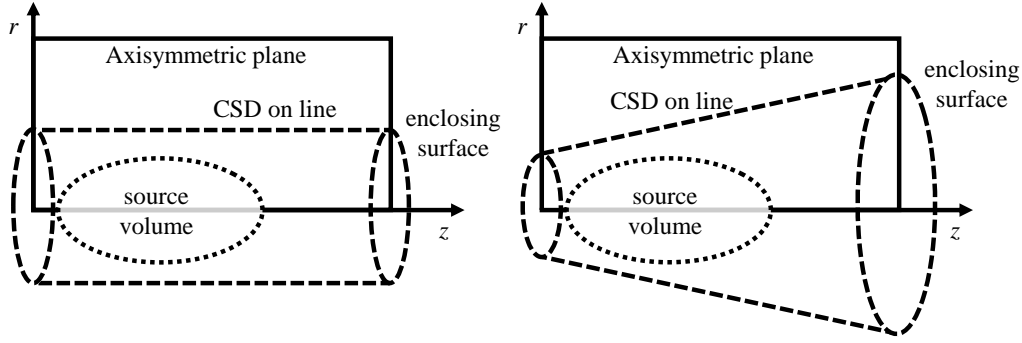 r
Axisymmetric plane
CSD on line
enclosing
surface
source
volume
z
r
Axisymmetric plane
enclosing
surface
CSD on line
source
volume
z